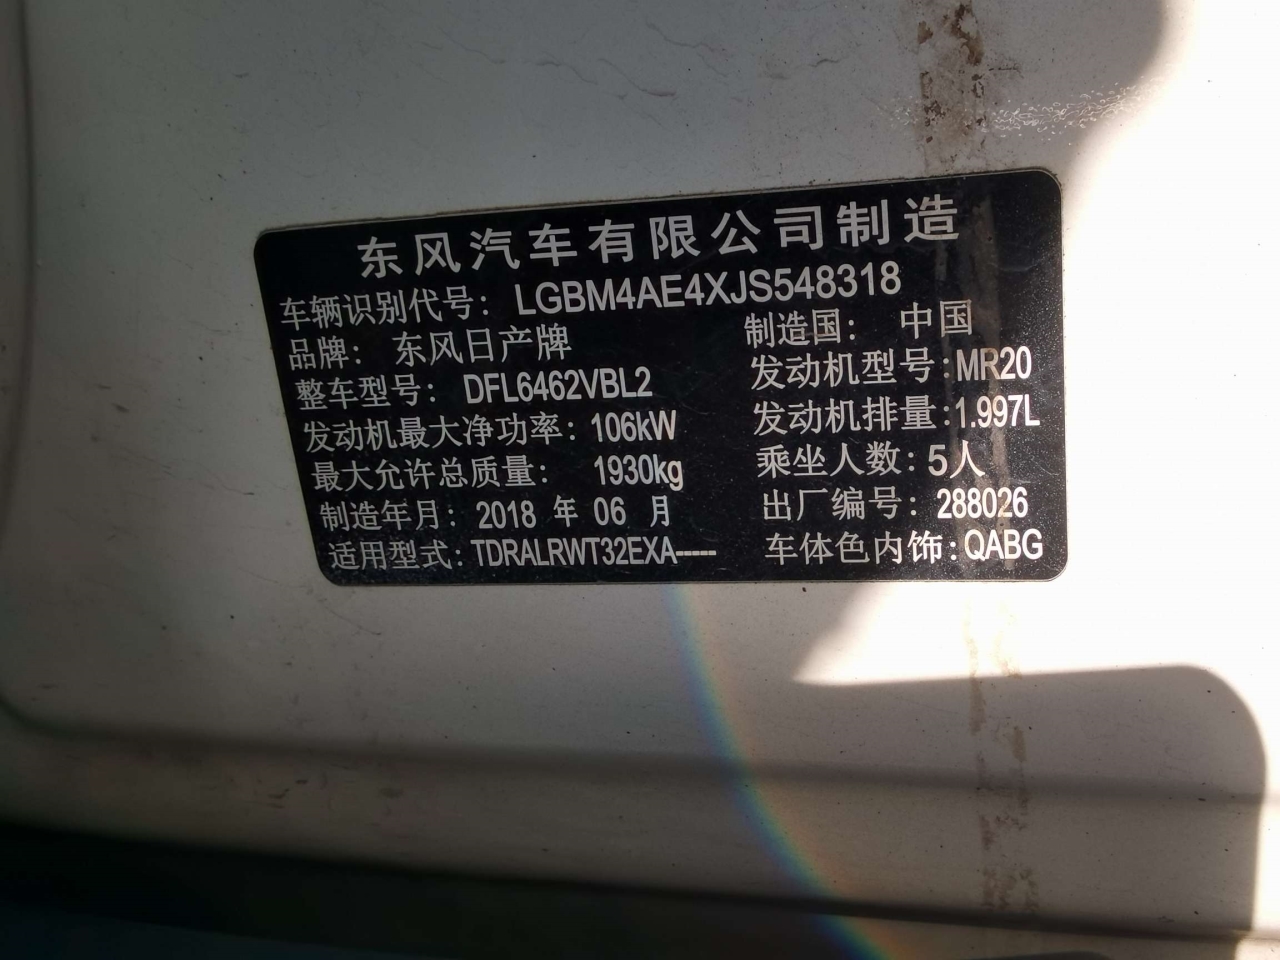 东风汽车有限公司制造
车辆识别代号：LGBM4AE4XJS548318
品牌：东风日产牌 制造国：中国
整车型号：DFL6462VBL2 发动机型号:MR20
发动机最大净功率：106kW 发动机排量:1.997L
最大允许总质量：1930kg 乘坐人数：5人
制造年月：2018 年 06 月 出厂编号：288026
适用型式:TDRALRWT32EXA----- 车体色内饰:QABG